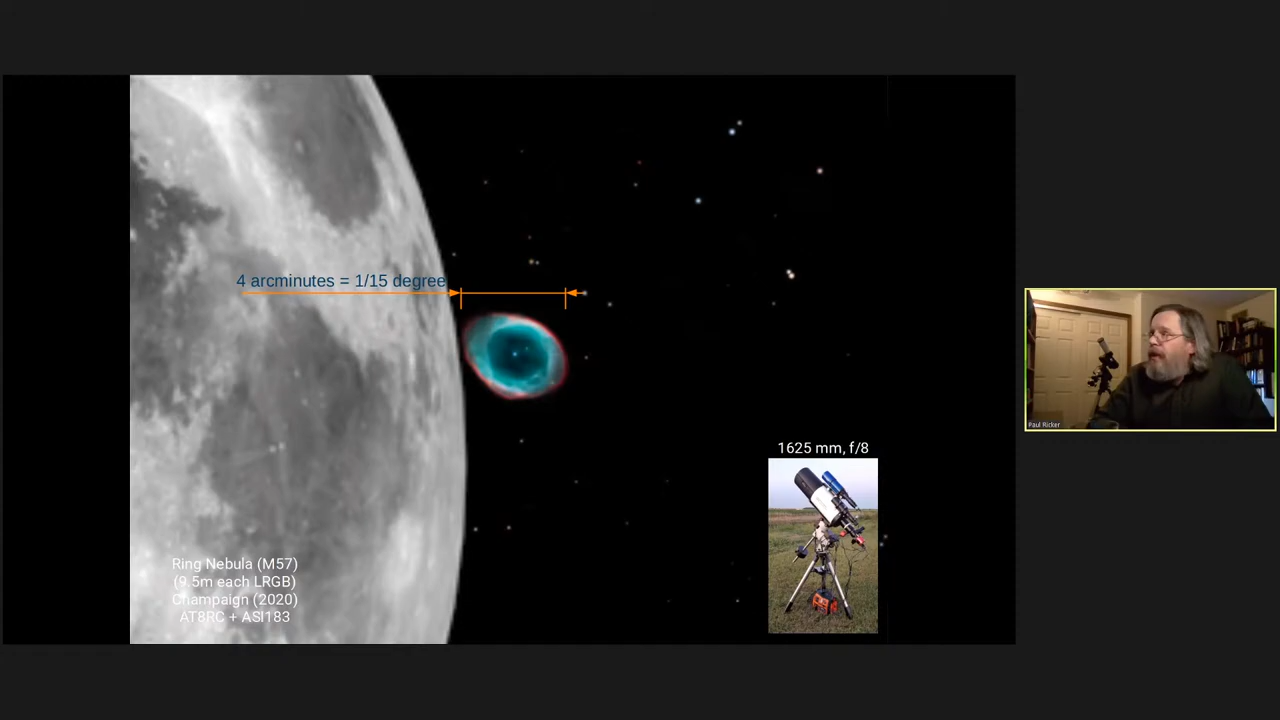 4 arcminutes = 1/15 degree
1625 mm, f/8
Paul Ricker
Ring Nebula (M57)
(9.5m each LRGB)
Champaign (2020)
AT8RC + ASI183